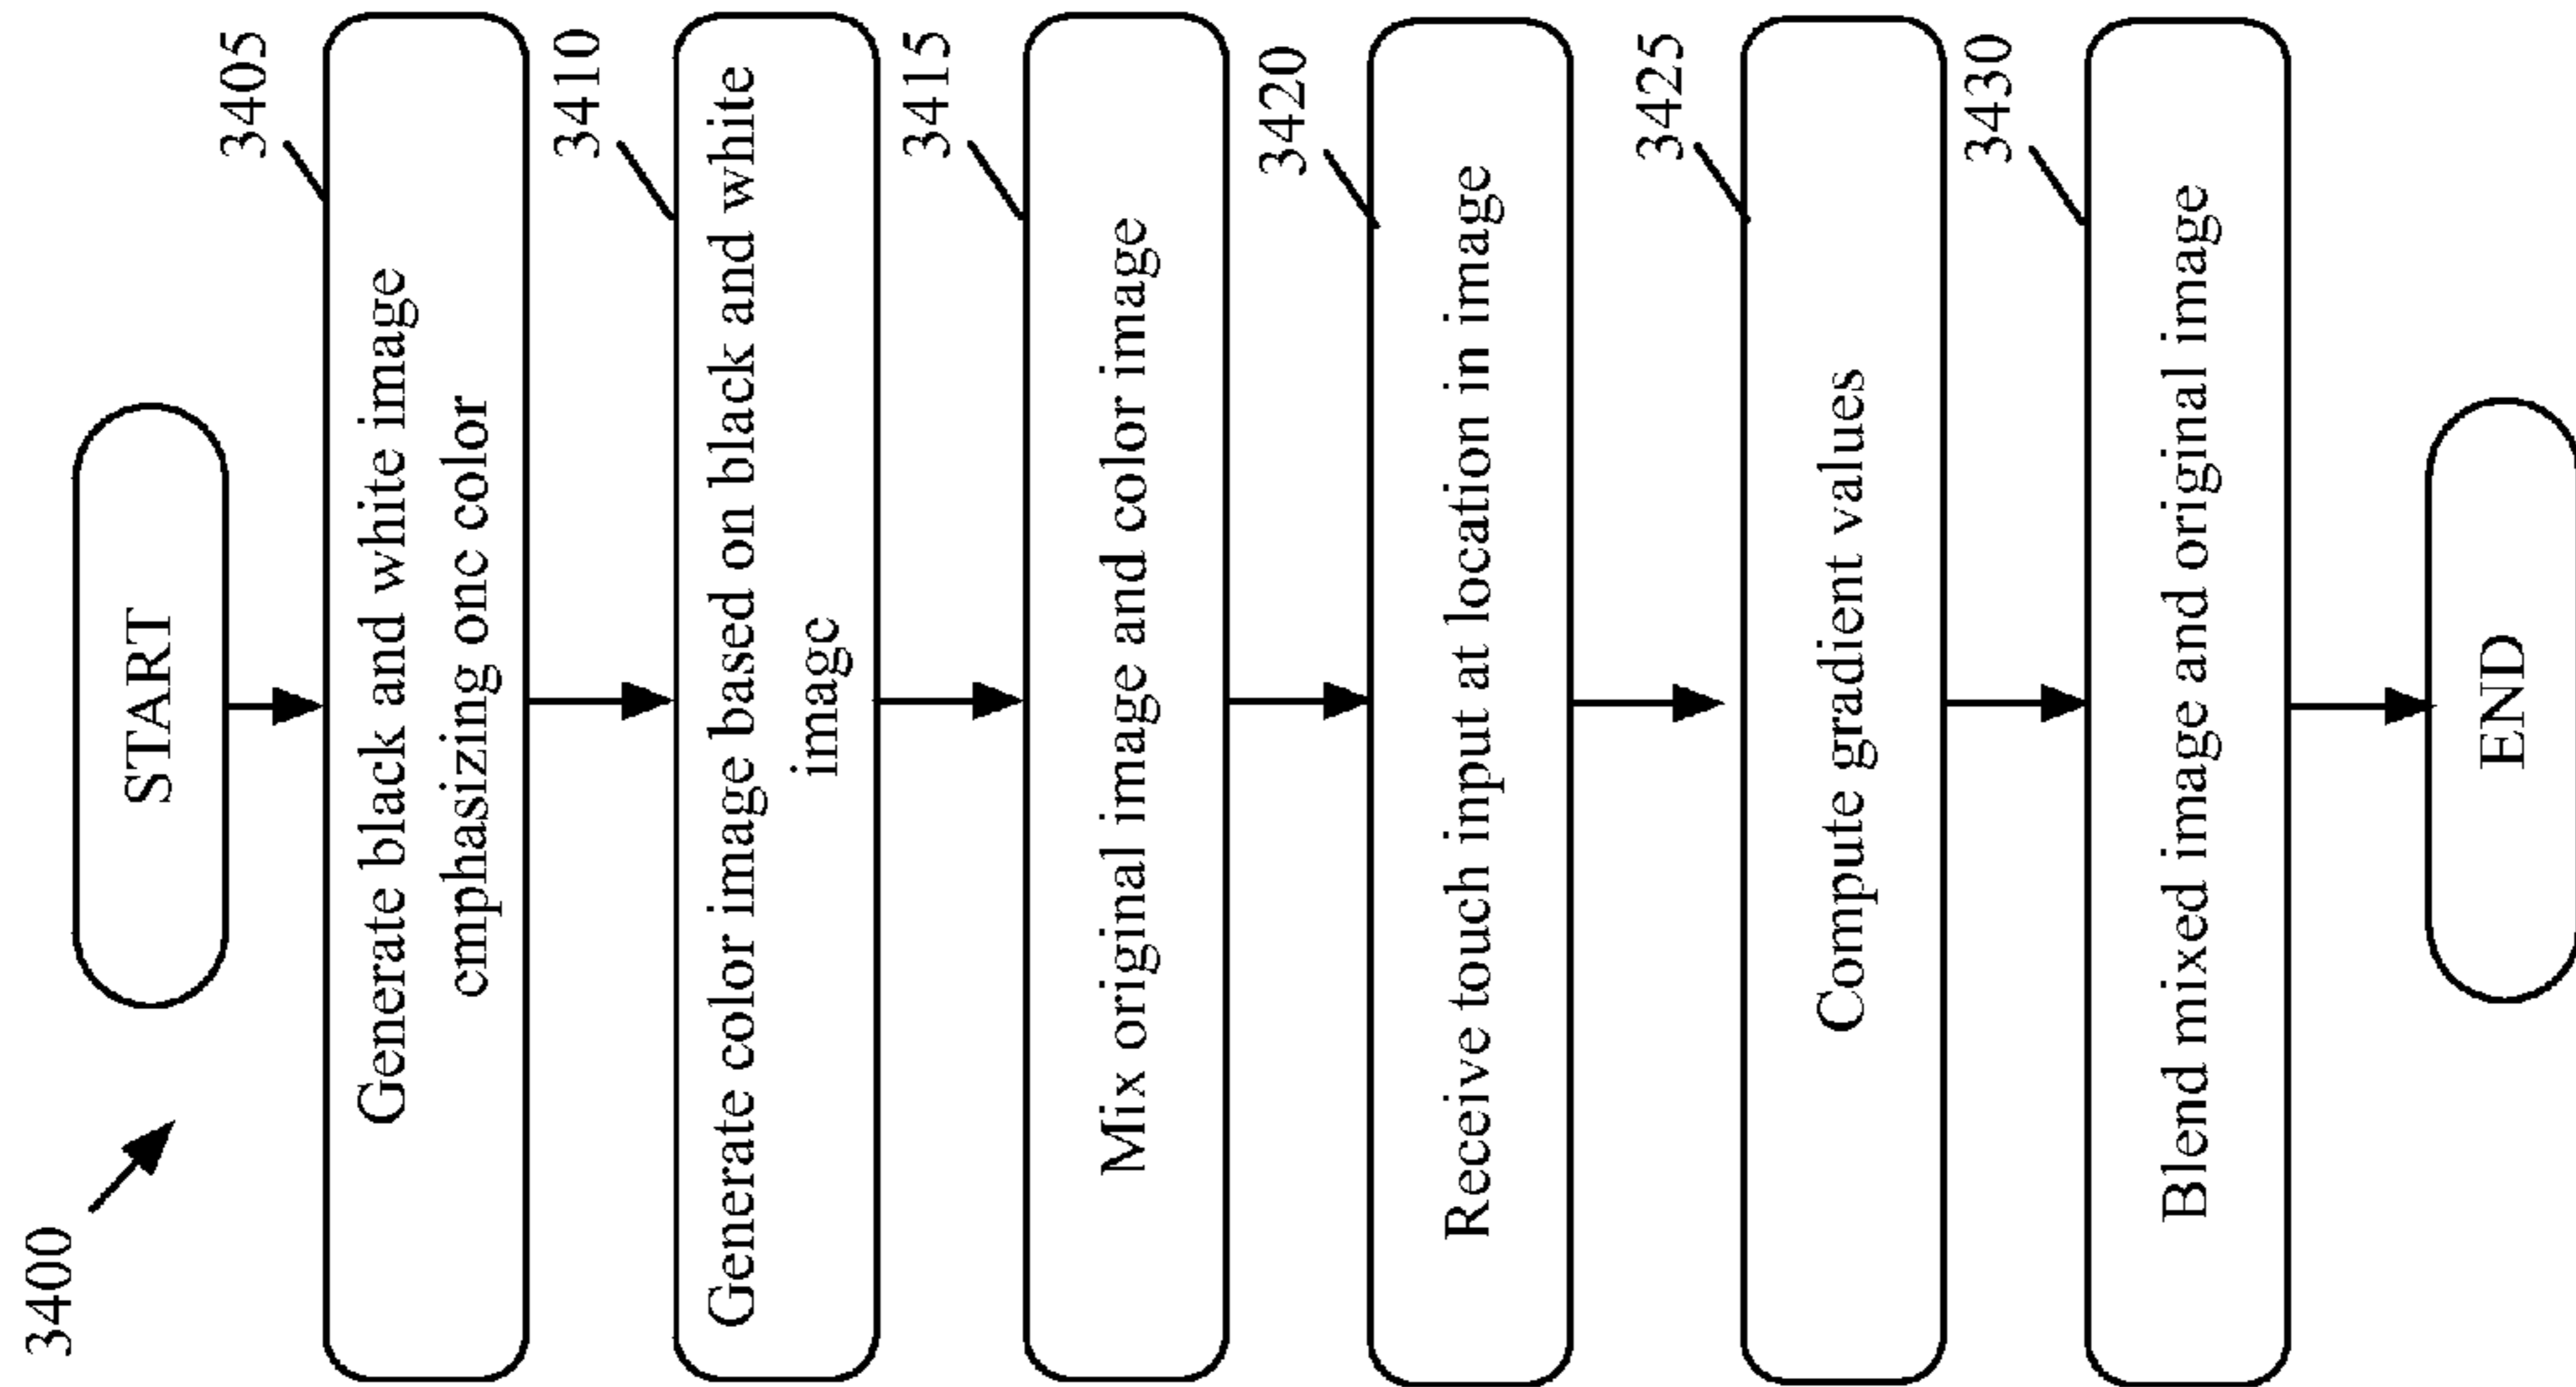 3400
START
3405
Generate black and white image
emphasizing one color
3410
Generate color image based on black and white
image
3415
Mix original image and color image
3420
Receive touch input at location in image
3425
Compute gradient values
3430
Blend mixed image and original image
END